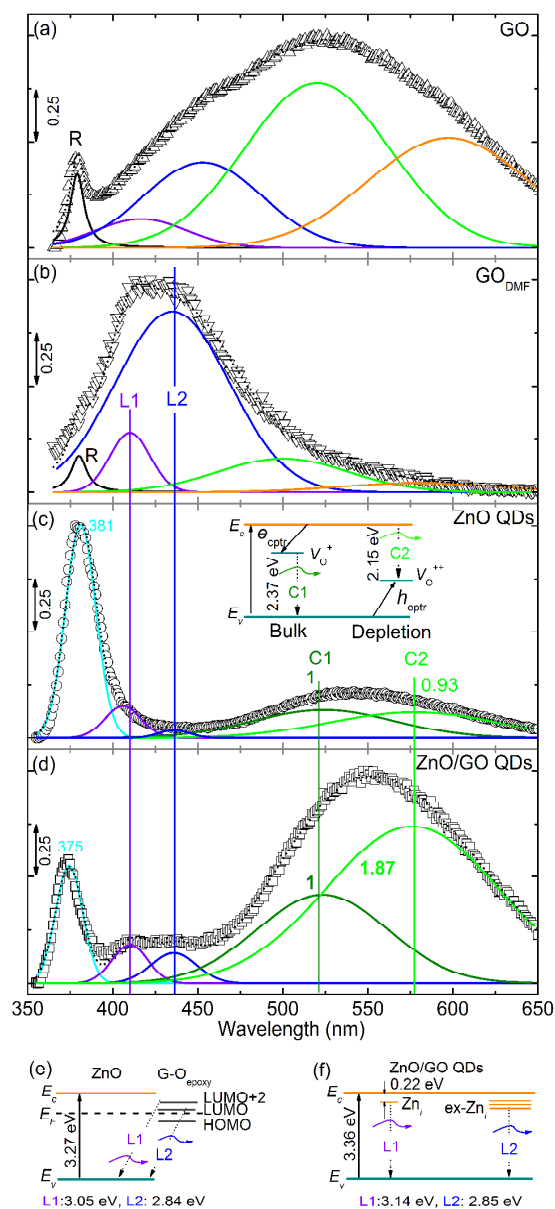 (a) GO
0.25
R
(b) GO_DMF
0.25
L1 L2
R
(c) ZnO QDs
381
0.25
E_c e_cptr V_O^+ 2.37 eV C1 2.15 eV C2 V_O^++ h_cptr E_v
Bulk Depletion
C1 C2
1 0.93
(d) ZnO/GO QDs
375
0.25
1 1.87
350 400 450 500 550 600 650
Wavelength (nm)
(e) ZnO G-O_epoxy
E_c LUMO+2
E_F LUMO
HOMO
3.27 eV L1 L2
E_v
L1:3.05 eV, L2: 2.84 eV
(f) ZnO/GO QDs
0.22 eV
E_c Zn_i ex-Zn_i
3.36 eV L1 L2
E_v
L1:3.14 eV, L2: 2.85 eV